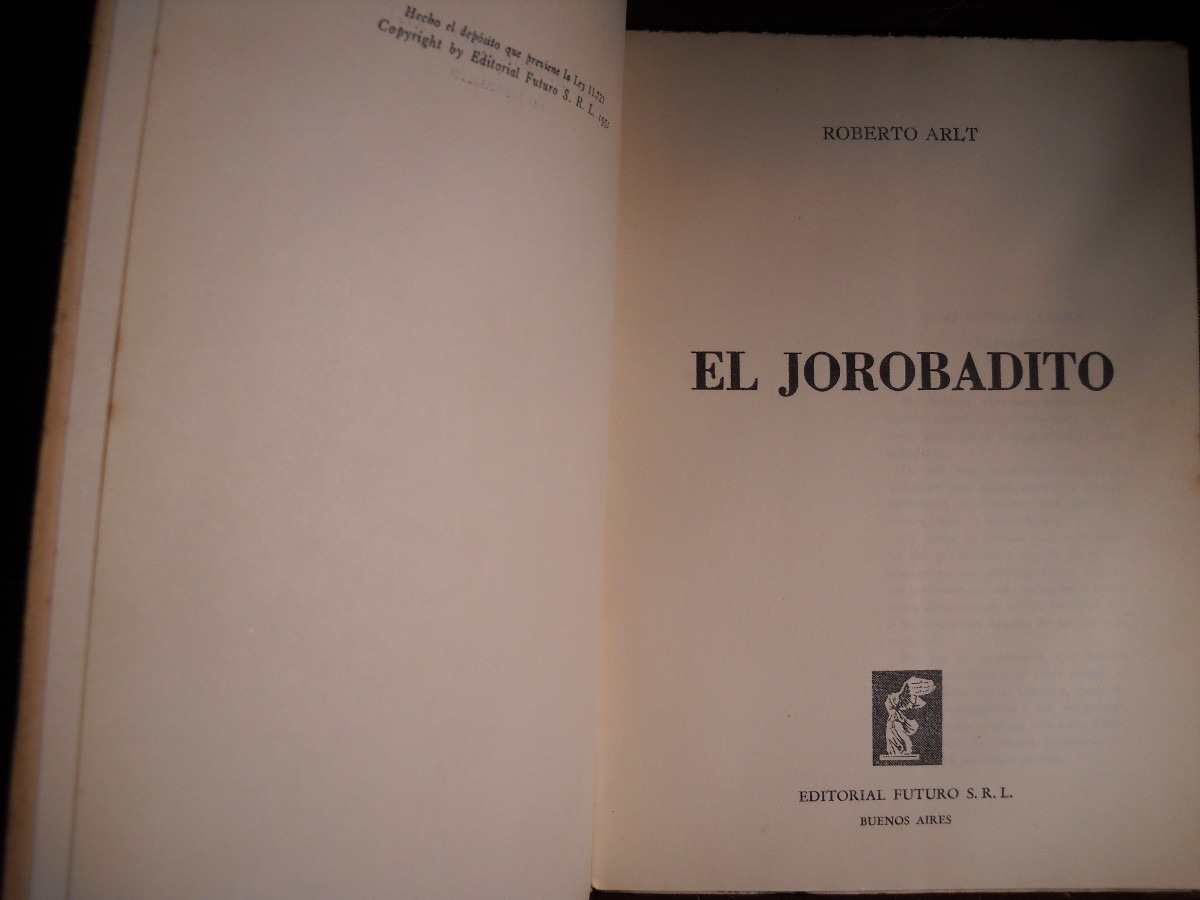 Hecho el depósito que previene la Ley 11.723
Copyright by Editorial Futuro S. R. L.
ROBERTO ARLT
EL JOROBADITO
EDITORIAL FUTURO S. R. L.
BUENOS AIRES